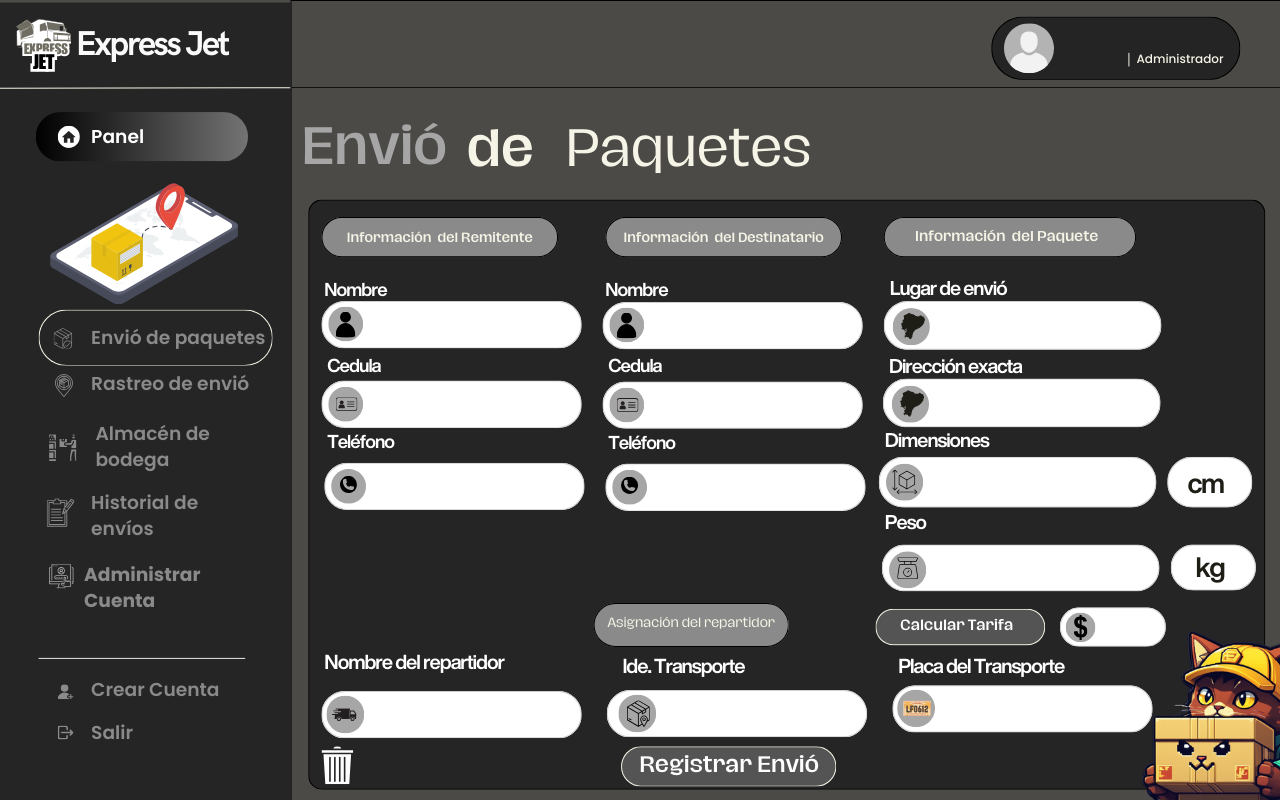 EXPRESS
JET
Express Jet
| Administrador
Panel
Envió de paquetes
Rastreo de envió
Almacén de
bodega
Historial de
envíos
Administrar
Cuenta
Crear Cuenta
Salir
Envió de Paquetes
Información del Remitente
Nombre
Cedula
Teléfono
Información del Destinatario
Nombre
Cedula
Teléfono
Información del Paquete
Lugar de envió
Dirección exacta
Dimensiones
cm
Peso
kg
Asignación del repartidor
Calcular Tarifa
$
Nombre del repartidor
Ide. Transporte
Placa del Transporte
LF0612
Registrar Envió